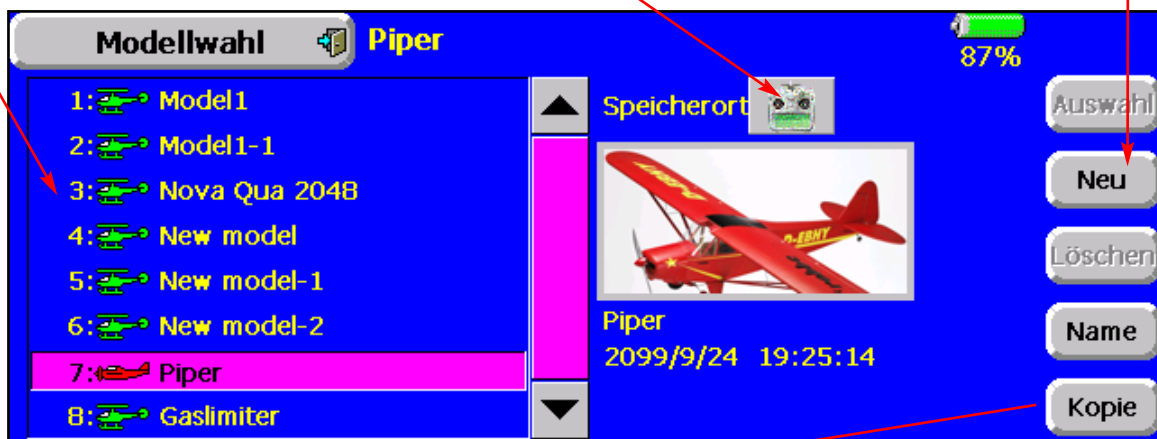 Modellwahl
Piper
87%
1: Model1
2: Model1-1
3: Nova Qua 2048
4: New model
5: New model-1
6: New model-2
7: Piper
8: Gaslimiter
Speicherort
D-EBHY
Piper
2099/9/24 19:25:14
Auswahl
Neu
Löschen
Name
Kopie